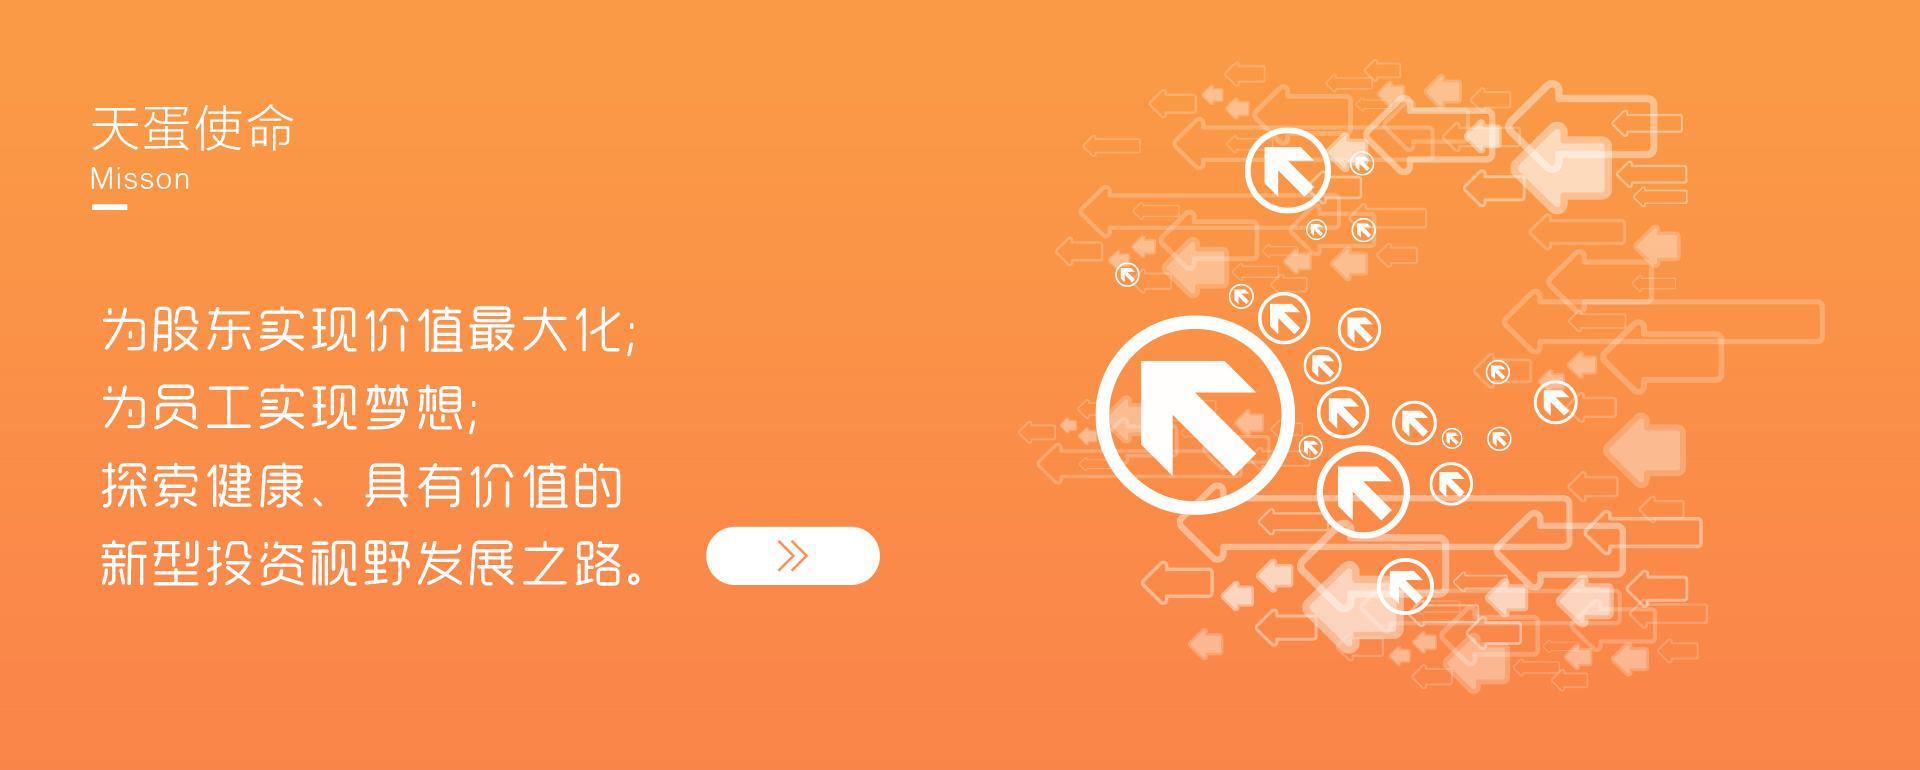 天蛋使命
Misson
为股东实现价值最大化;
为员工实现梦想;
探索健康、具有价值的
新型投资视野发展之路。